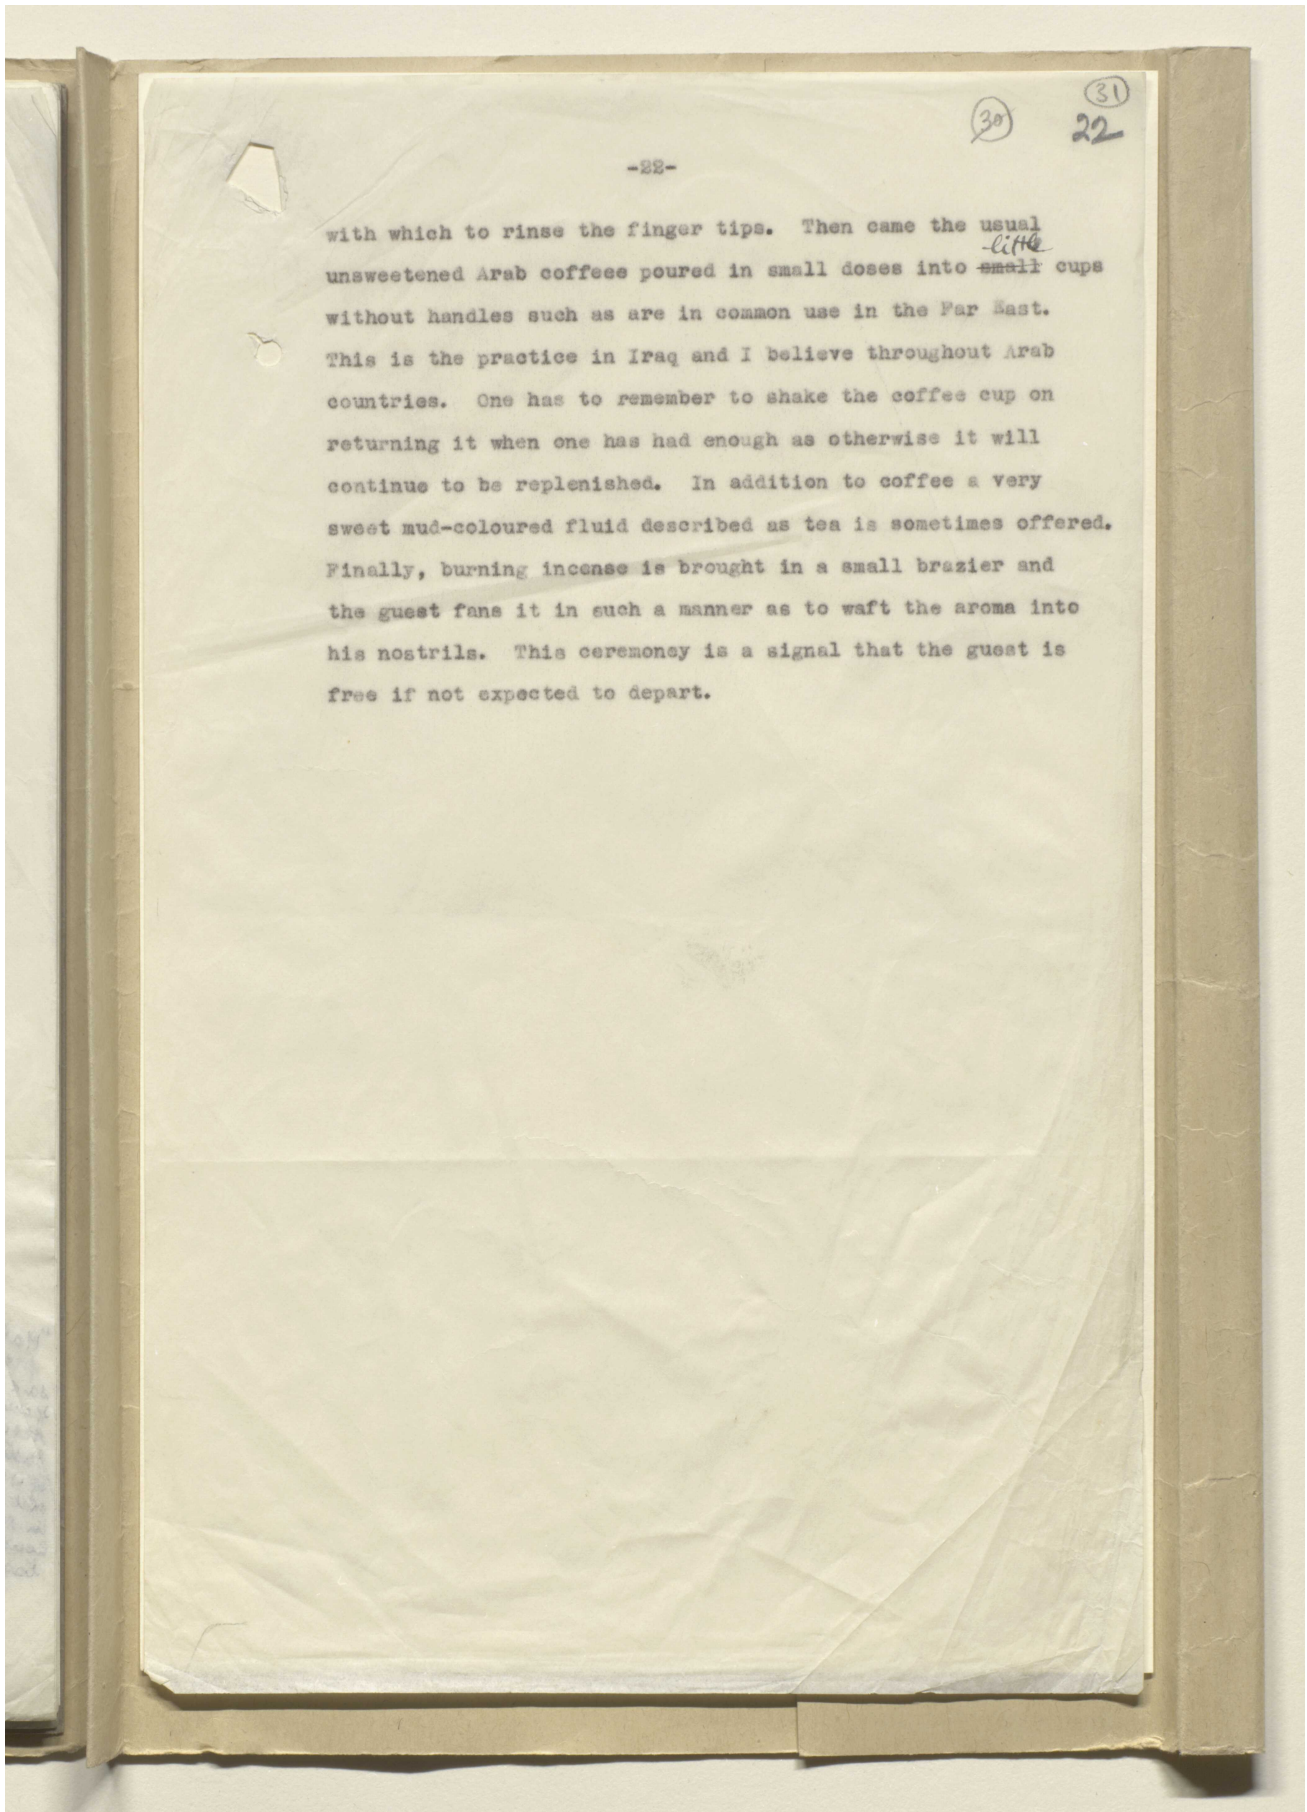 31
30
22
-22-
with which to rinse the finger tips. Then came the usual
little
unsweetened Arab coffeee poured in small doses into small cups
without handles such as are in common use in the Far East.
This is the practice in Iraq and I believe throughout Arab
countries. One has to remember to shake the coffee cup on
returning it when one has had enough as otherwise it will
continue to be replenished. In addition to coffee a very
sweet mud-coloured fluid described as tea is sometimes offered.
Finally, burning incense is brought in a small brazier and
the guest fans it in such a manner as to waft the aroma into
his nostrils. This ceremoney is a signal that the guest is
free if not expected to depart.